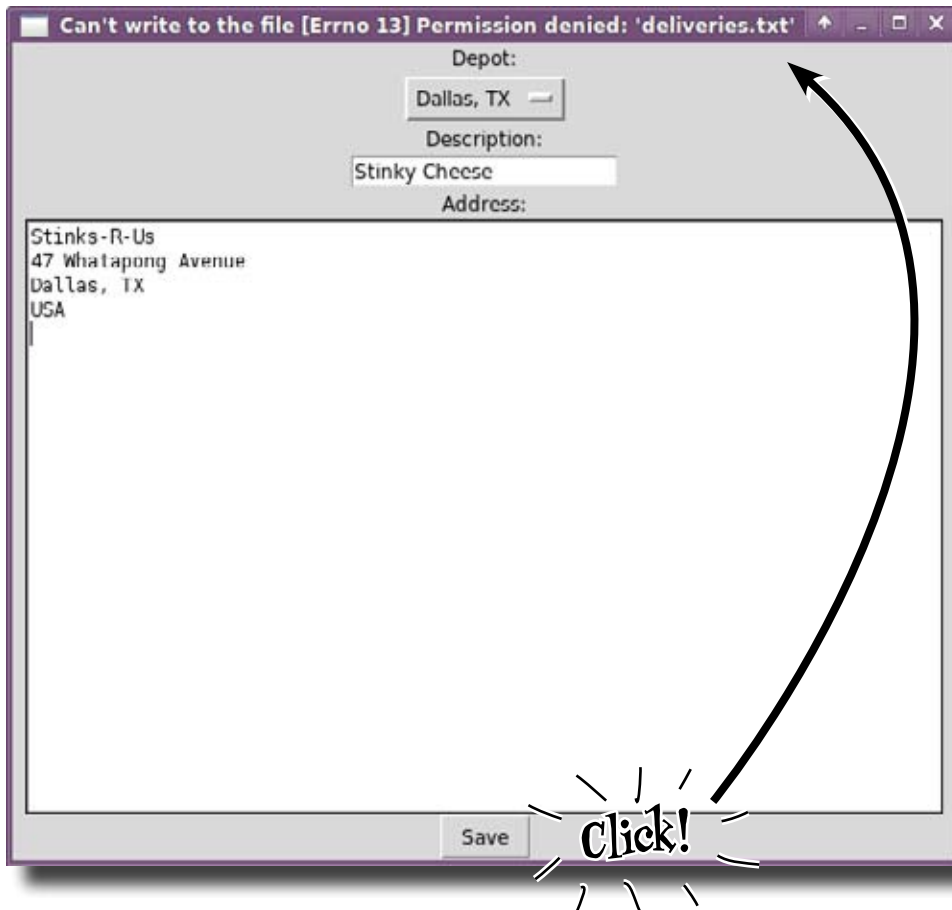 Can't write to the file [Errno 13] Permission denied: 'deliveries.txt'
Depot:
Dallas, TX
Description:
Stinky Cheese
Address:
Stinks-R-Us
47 Whatapong Avenue
Dallas, TX
USA
Save
Click!